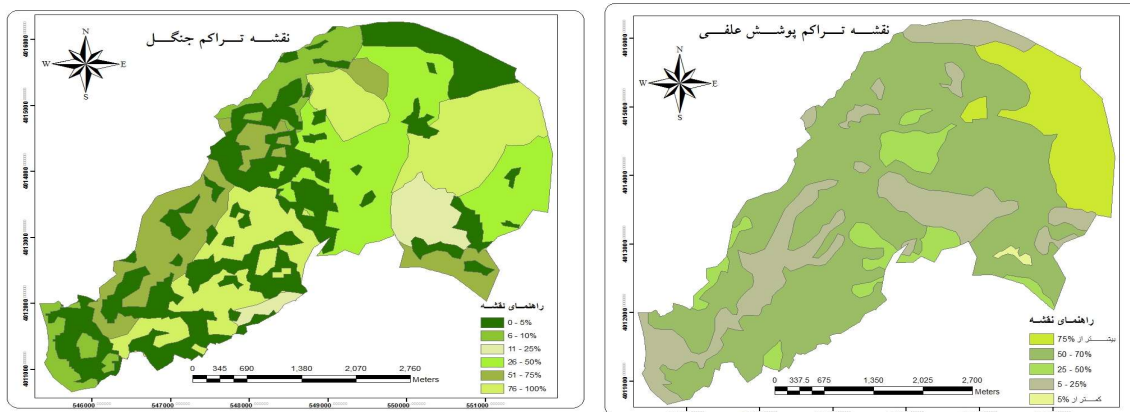 نقشه تراکم جنگل
N
W
E
S
4016000
4015000
4014000
4013000
4012000
4011000
راهنمای نقشه
0 - 5%
6 - 10%
11 - 25%
26 - 50%
51 - 75%
76 - 100%
0 345 690 1,380 2,070 2,760
Meters
546000 547000 548000 549000 550000 551000
نقشه تراکم پوشش علفی
N
W
E
S
4016000
4015000
4014000
4013000
4012000
4011000
راهنمای نقشه
بیشتر از 75%
50 - 70%
25 - 50%
5 - 25%
کمتر از 5%
0 337.5 675 1,350 2,025 2,700
Meters